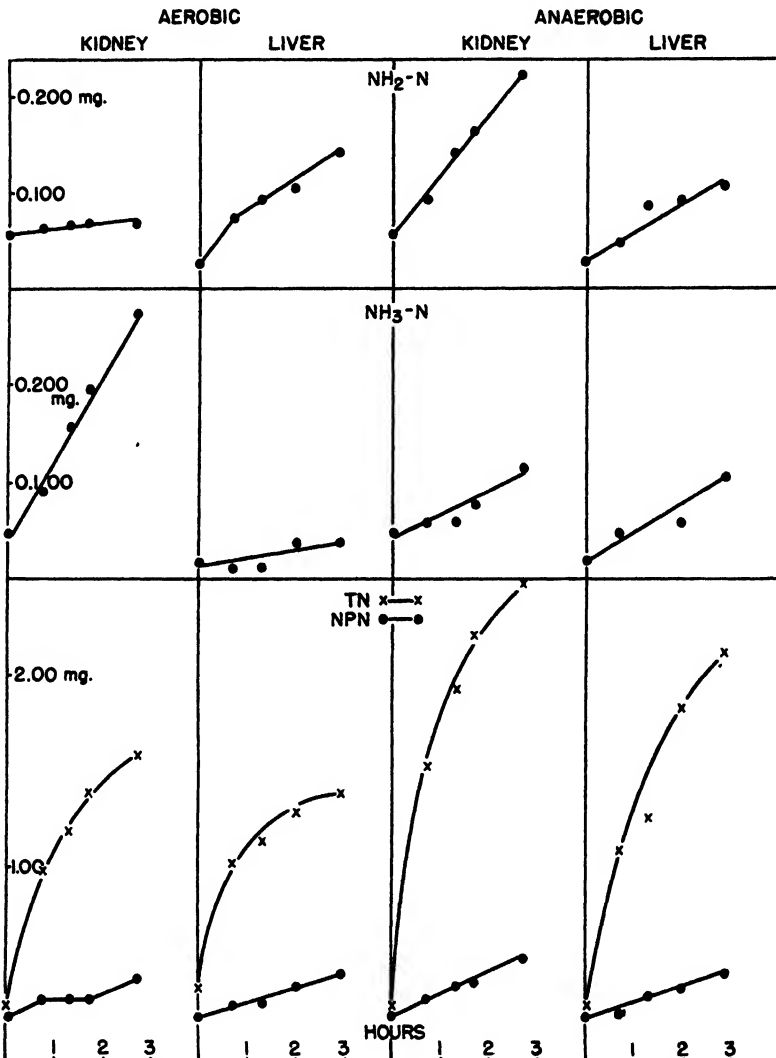 AEROBIC ANAEROBIC
KIDNEY LIVER KIDNEY LIVER
NH₂-N
0.200 mg.
0.100
NH₃-N
0.200
mg.
0.100
TN x—x
NPN ●—●
2.00 mg.
1.00
HOURS
1 2 3 1 2 3 1 2 3 1 2 3